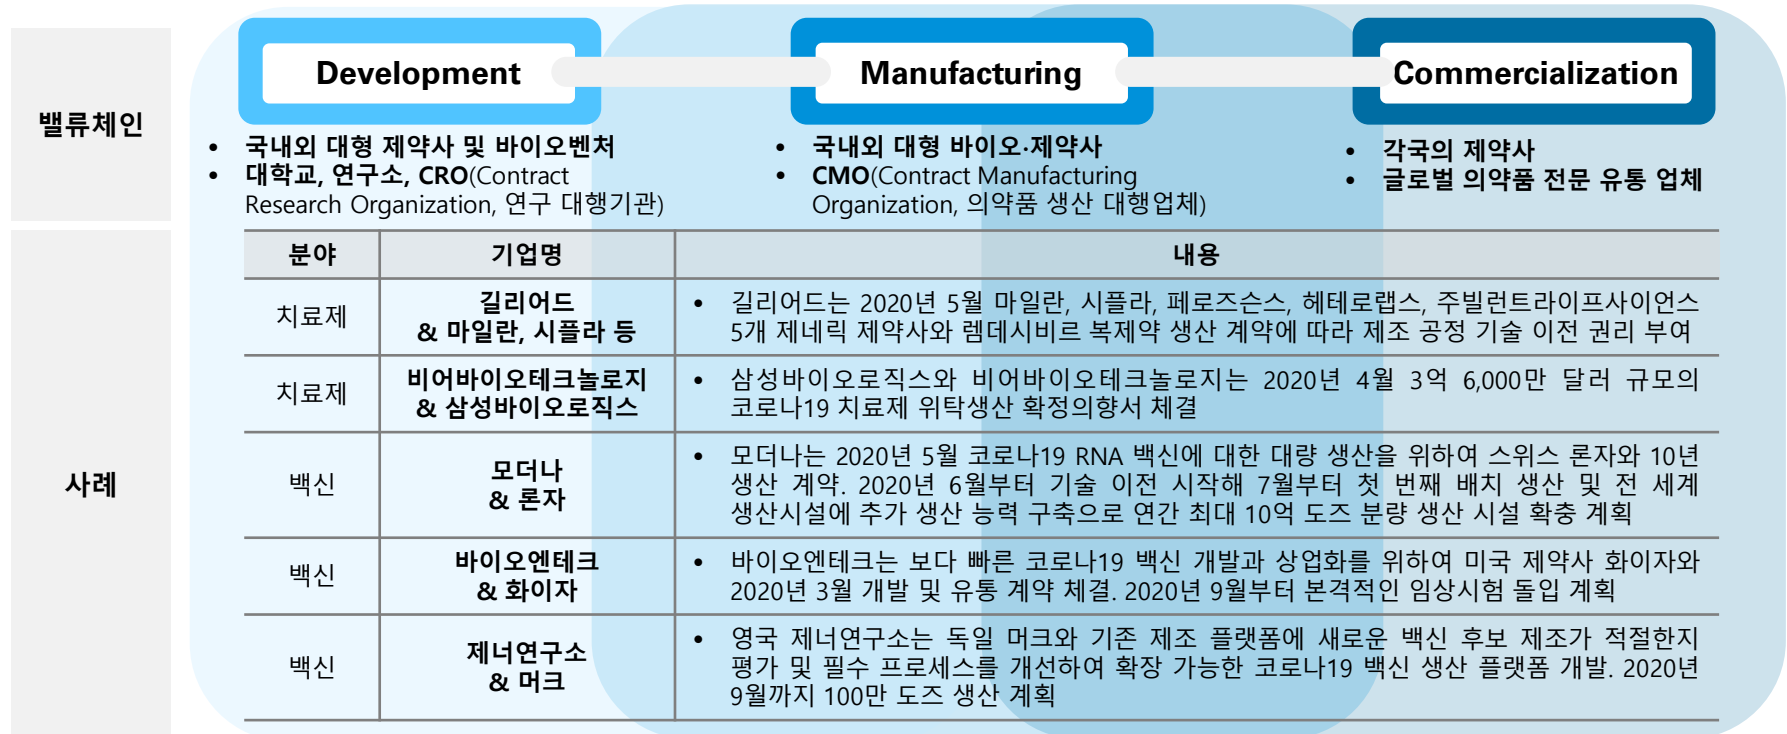 밸류체인
Development
Manufacturing
Commercialization
• 국내외 대형 제약사 및 바이오벤처
• 대학교, 연구소, CRO(Contract
Research Organization, 연구 대행기관)
• 국내외 대형 바이오·제약사
• CMO(Contract Manufacturing
Organization, 의약품 생산 대행업체)
• 각국의 제약사
• 글로벌 의약품 전문 유통 업체
사례
분야 기업명 내용
치료제
길리어드
& 마일란, 시플라 등
• 길리어드는 2020년 5월 마일란, 시플라, 페로즈슨스, 헤테로랩스, 주빌런트라이프사이언스
5개 제네릭 제약사와 렘데시비르 복제약 생산 계약에 따라 제조 공정 기술 이전 권리 부여
치료제
비어바이오테크놀로지
& 삼성바이오로직스
• 삼성바이오로직스와 비어바이오테크놀로지는 2020년 4월 3억 6,000만 달러 규모의
코로나19 치료제 위탁생산 확정의향서 체결
백신
모더나
& 론자
• 모더나는 2020년 5월 코로나19 RNA 백신에 대한 대량 생산을 위하여 스위스 론자와 10년
생산 계약. 2020년 6월부터 기술 이전 시작해 7월부터 첫 번째 배치 생산 및 전 세계
생산시설에 추가 생산 능력 구축으로 연간 최대 10억 도즈 분량 생산 시설 확충 계획
백신
바이오엔테크
& 화이자
• 바이오엔테크는 보다 빠른 코로나19 백신 개발과 상업화를 위하여 미국 제약사 화이자와
2020년 3월 개발 및 유통 계약 체결. 2020년 9월부터 본격적인 임상시험 돌입 계획
백신
제너연구소
& 머크
• 영국 제너연구소는 독일 머크와 기존 제조 플랫폼에 새로운 백신 후보 제조가 적절한지
평가 및 필수 프로세스를 개선하여 확장 가능한 코로나19 백신 생산 플랫폼 개발. 2020년
9월까지 100만 도즈 생산 계획